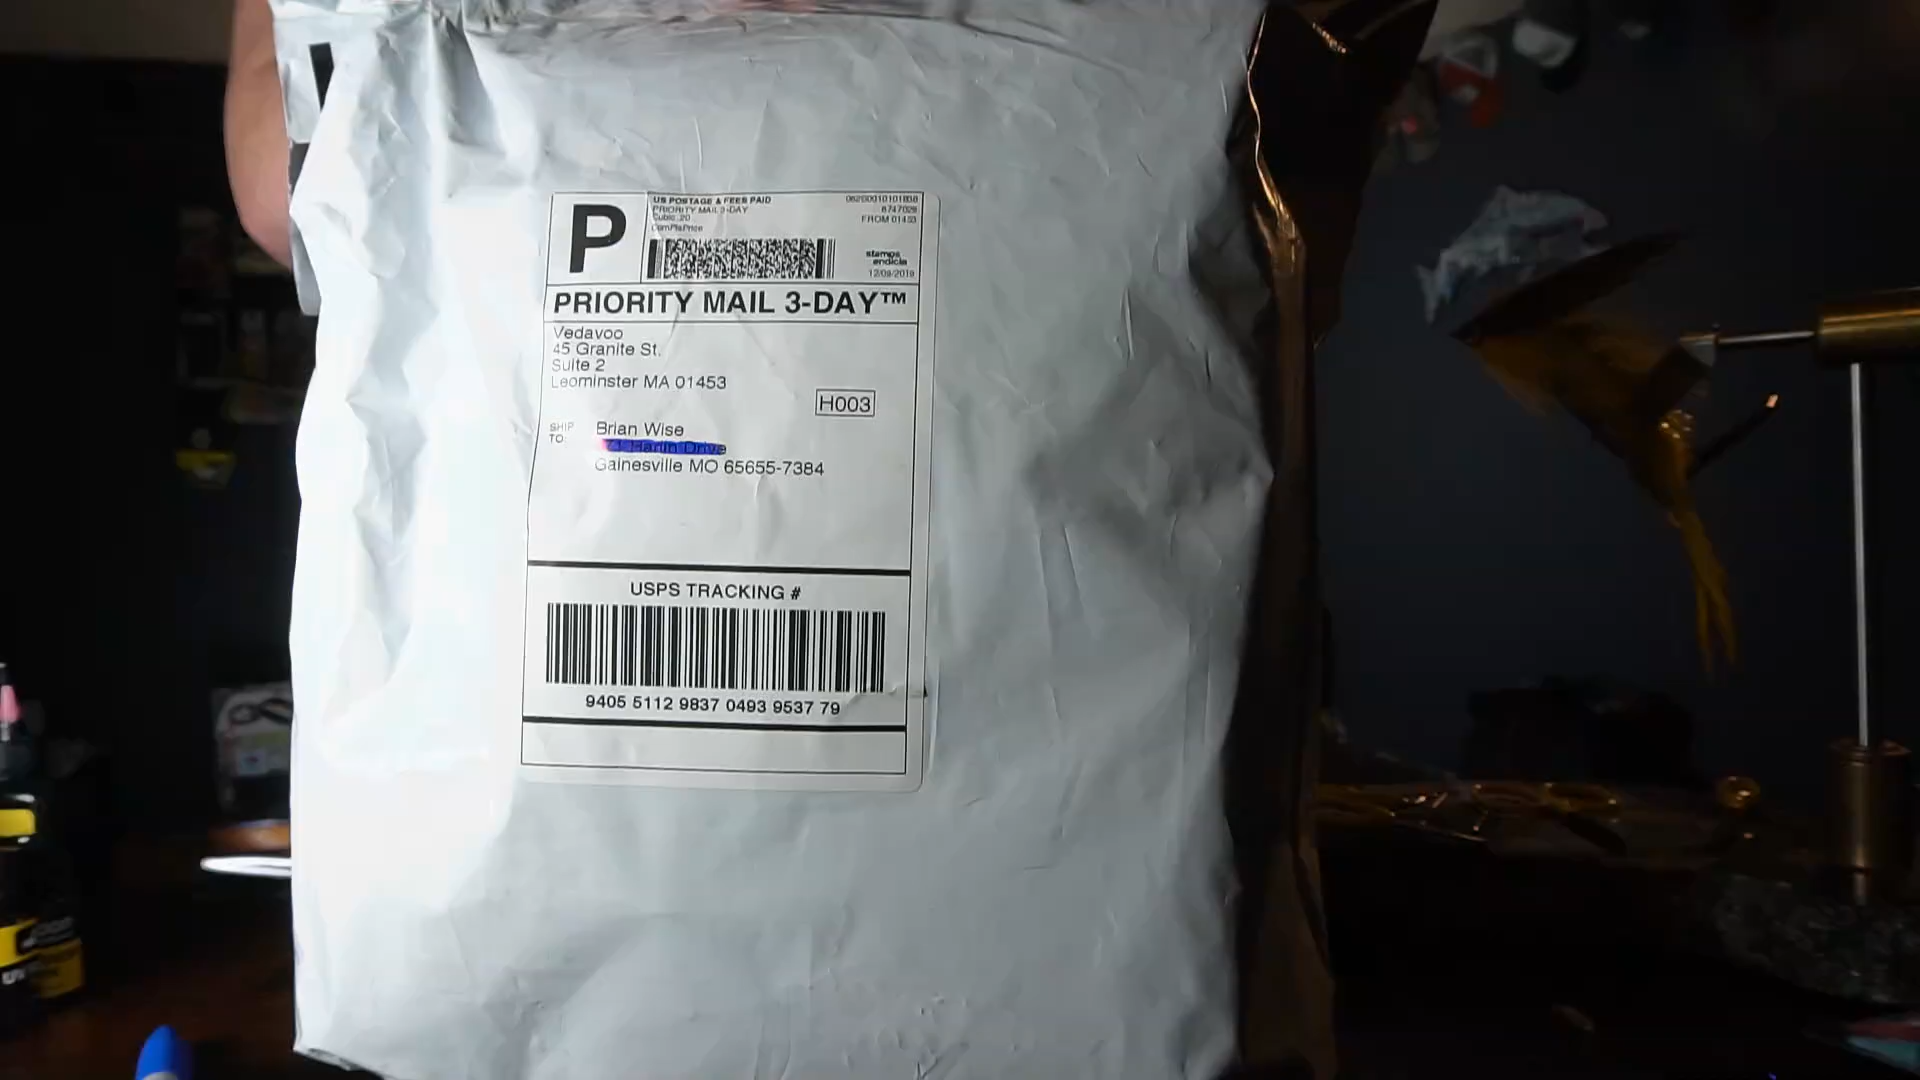 P
US POSTAGE & FEES PAID
PRIORITY MAIL 3-DAY
ComPlsPrice
FROM 01453
stamps
endicia
12/09/2019
PRIORITY MAIL 3-DAY™
Vedavoo
45 Granite St.
Suite 2
Leominster MA 01453
H003
SHIP
TO:
Brian Wise
Gainesville MO 65655-7384
USPS TRACKING #
9405 5112 9837 0493 9537 79